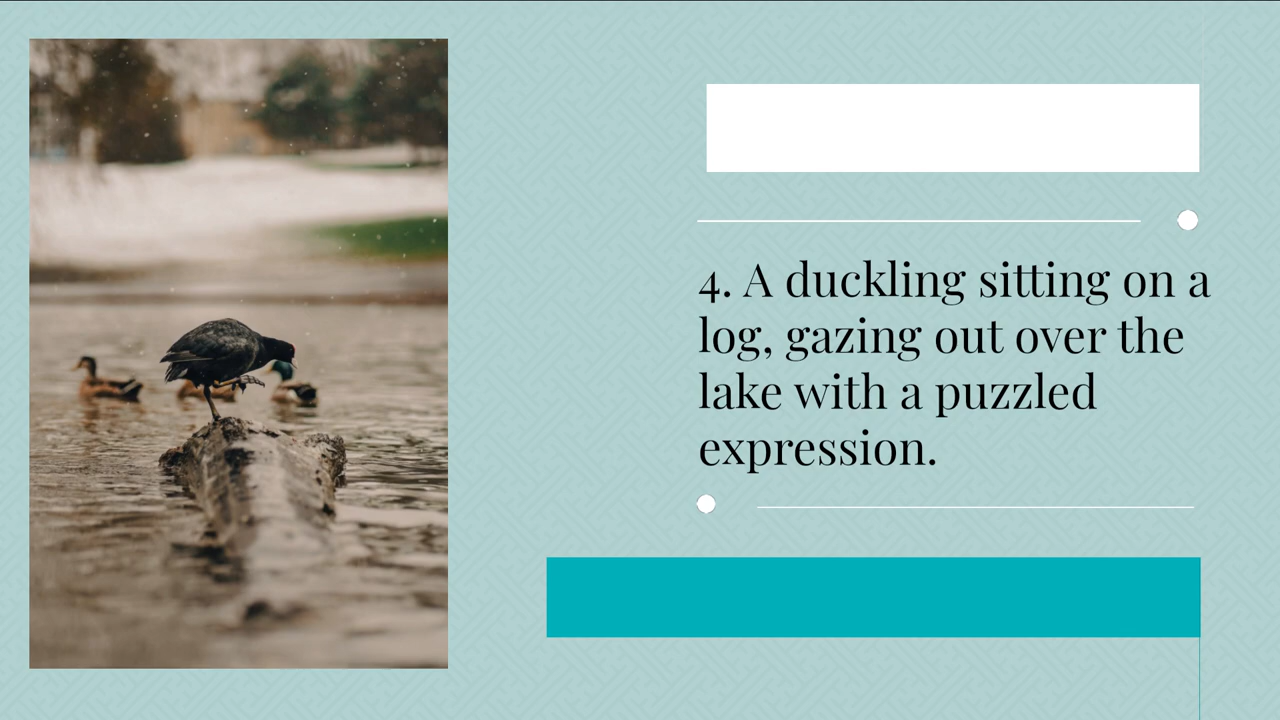 4. A duckling sitting on a
log, gazing out over the
lake with a puzzled
expression.